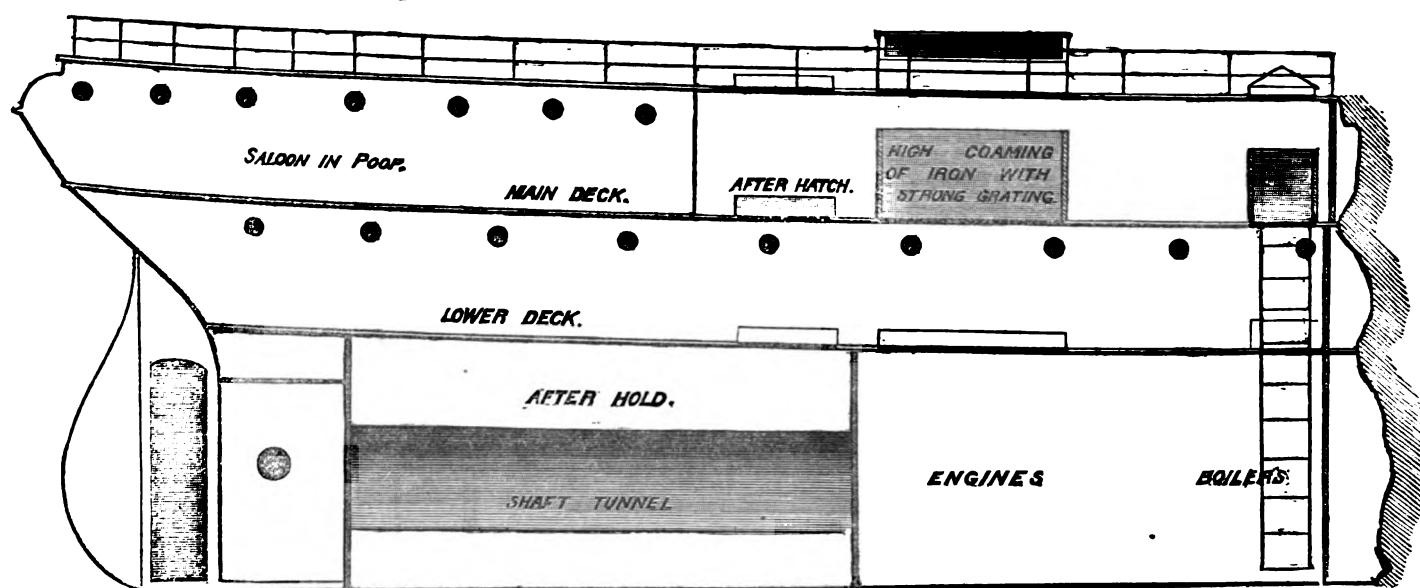 SALOON IN POOP.
MAIN DECK.
AFTER HATCH.
HIGH COAMING
OF IRON WITH
STRONG GRATING
LOWER DECK.
AFTER HOLD.
SHAFT TUNNEL
ENGINES
BOILERS.